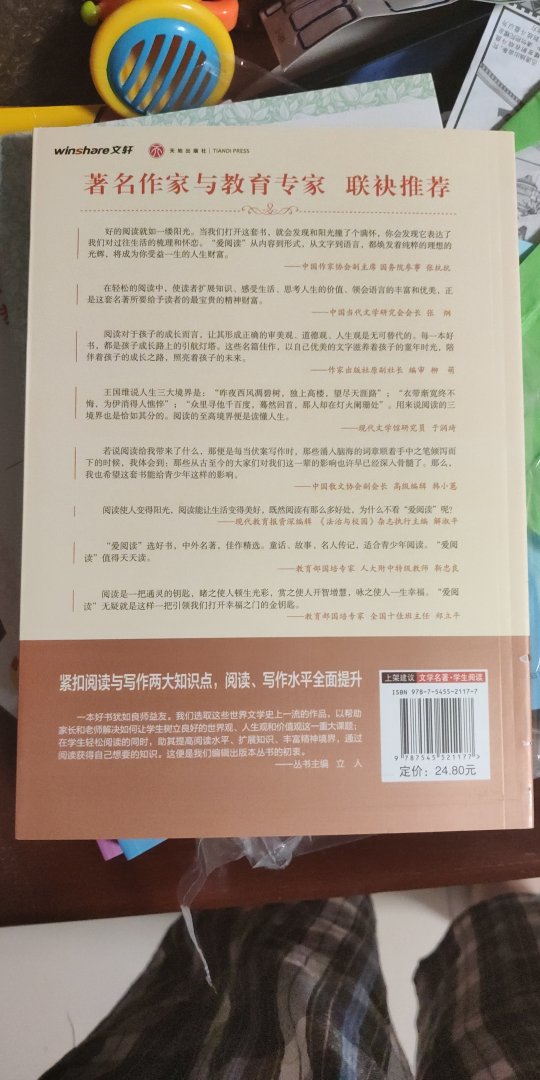 winshare文轩
天地出版社 | TIANDI PRESS
著名作家与教育专家 联袂推荐
好的阅读就如一缕阳光。当我们打开这套书，就会发现和阳光撞了个满怀，你会发现它表达了
我们对过往生活的梳理和怀恋。“爱阅读”从内容到形式，从文字到语言，都焕发着纯粹的理想的
光辉，将成为你受益一生的人生财富。
——中国作家协会副主席 国务院参事 张抗抗
在轻松的阅读中，使读者扩展知识、感受生活、思考人生的价值、领会语言的丰富和优美，正
是这套名著所要给予读者的最宝贵的精神财富。
——中国当代文学研究会会长 张 炯
阅读对于孩子的成长而言，让其形成正确的审美观、道德观、人生观是无可替代的。每一本好
书，都是孩子成长路上的引航灯塔。这些名篇佳作，以自己优美的文字滋养着孩子的童年时光，陪
伴着孩子的成长之路，照亮着孩子的未来。
——作家出版社原副社长 编审 柳 萌
王国维说人生三大境界是：“昨夜西风凋碧树，独上高楼，望尽天涯路”；“衣带渐宽终不
悔，为伊消得人憔悴”；“众里寻他千百度，蓦然回首，那人却在灯火阑珊处”。用来说阅读的三
境界也是恰如其分的。阅读的至高境界便是读懂人生。
——现代文学馆研究员 于润琦
若说阅读给我带来了什么，那便是每当伏案写作时，那些涌入脑海的词章顺着手中之笔倾泻而
下的时候，我体会到：那些从古至今的大家们对我们这一辈的影响也许早已经深入骨髓了。那么，
我也希望这套书能给青少年这样的影响。
——中国散文协会副会长 高级编辑 韩小蕙
阅读使人变得阳光，阅读能让生活变得美好，既然阅读有那么多好处，为什么不看“爱阅读”呢？
——现代教育报资深编辑 《法治与校园》杂志执行主编 解淑平
“爱阅读”选好书，中外名著，佳作精选。童话、故事、名人传记，适合青少年阅读。“爱阅
读”值得天天读。
——教育部国培专家 人大附中特级教师 靳忠良
阅读是一把通灵的钥匙，睹之使人顿生光彩，赏之使人开智增慧，咏之使人一生幸福。“爱阅
读”无疑就是这样一把引领我们打开幸福之门的金钥匙。
——教育部国培专家 全国十佳班主任 郑立平
紧扣阅读与写作两大知识点，阅读、写作水平全面提升
一本好书犹如良师益友。我们选取这些世界文学史上一流的作品，以帮助
家长和老师解决如何让学生树立良好的世界观、人生观和价值观这一重大课题；
在学生轻松阅读的同时，助其提高阅读水平、扩展知识、丰富精神境界，通过
阅读获得自己想要的知识。这便是我们编辑出版本丛书的初衷。
——丛书主编 立 人
上架建议 文学名著·学生阅读
ISBN 978-7-5455-2117-7
9 787545 521177>
定价：24.80元